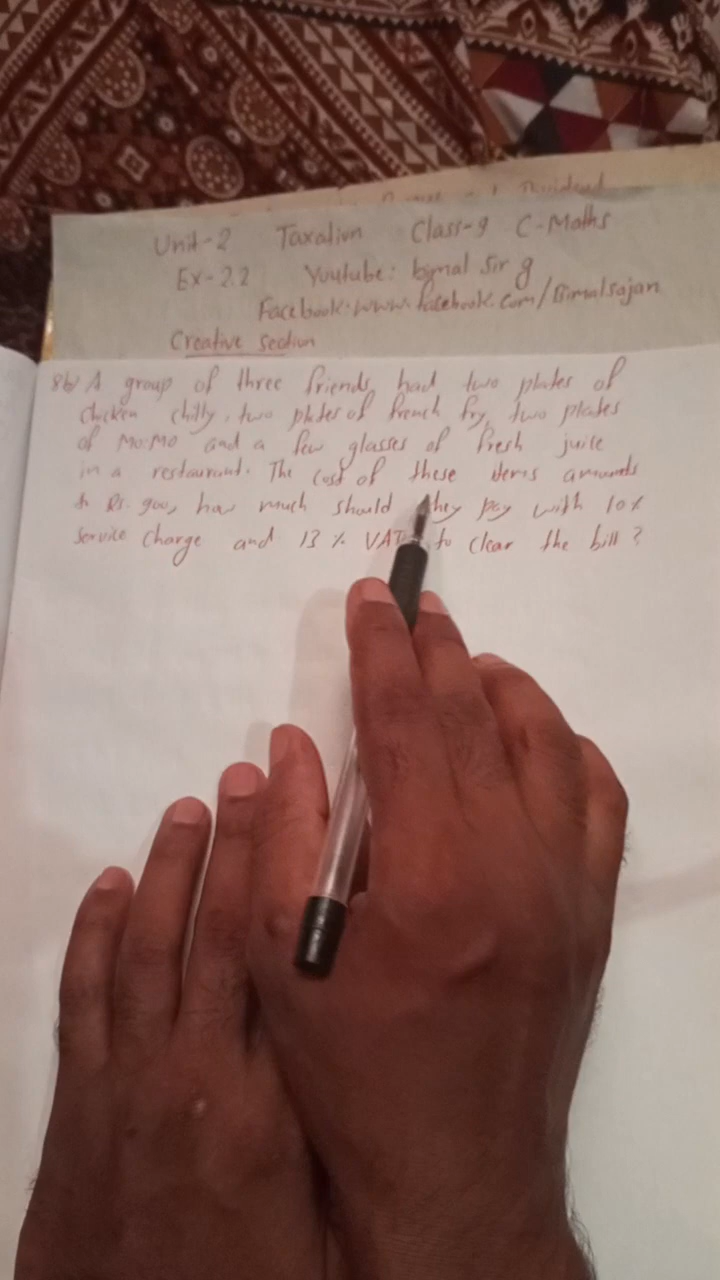 Dividend
Unit-2 Taxation Class-9 C-Maths
Ex-2.2 Youtube: bimal Sir g
Facebook: www.facebook.com/Bimalsajan
Creative Section
8b) A group of three friends had two plates of
Chicken chilly, two plates of french fry, two plates
of MO:MO and a few glasses of fresh juice
in a restaurant. The cost of these items amounts
to Rs. 900, how much should they pay with 10%
Service Charge and 13 % VAT to clear the bill?